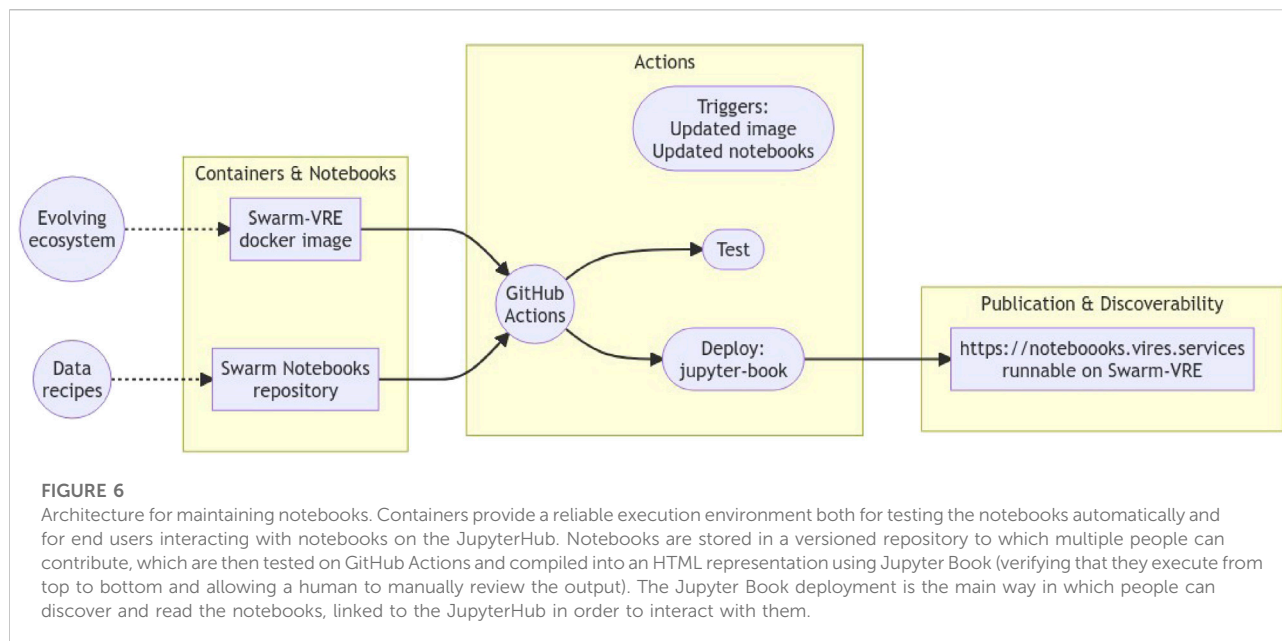 Actions
Triggers:
Updated image
Updated notebooks
Containers & Notebooks
Evolving
ecosystem
Swarm-VRE
docker image
Test
GitHub
Actions
Publication & Discoverability
Data
recipes
Swarm Notebooks
repository
Deploy:
jupyter-book
https://noteboooks.vires.services
runnable on Swarm-VRE
FIGURE 6
Architecture for maintaining notebooks. Containers provide a reliable execution environment both for testing the notebooks automatically and
for end users interacting with notebooks on the JupyterHub. Notebooks are stored in a versioned repository to which multiple people can
contribute, which are then tested on GitHub Actions and compiled into an HTML representation using Jupyter Book (verifying that they execute from
top to bottom and allowing a human to manually review the output). The Jupyter Book deployment is the main way in which people can
discover and read the notebooks, linked to the JupyterHub in order to interact with them.